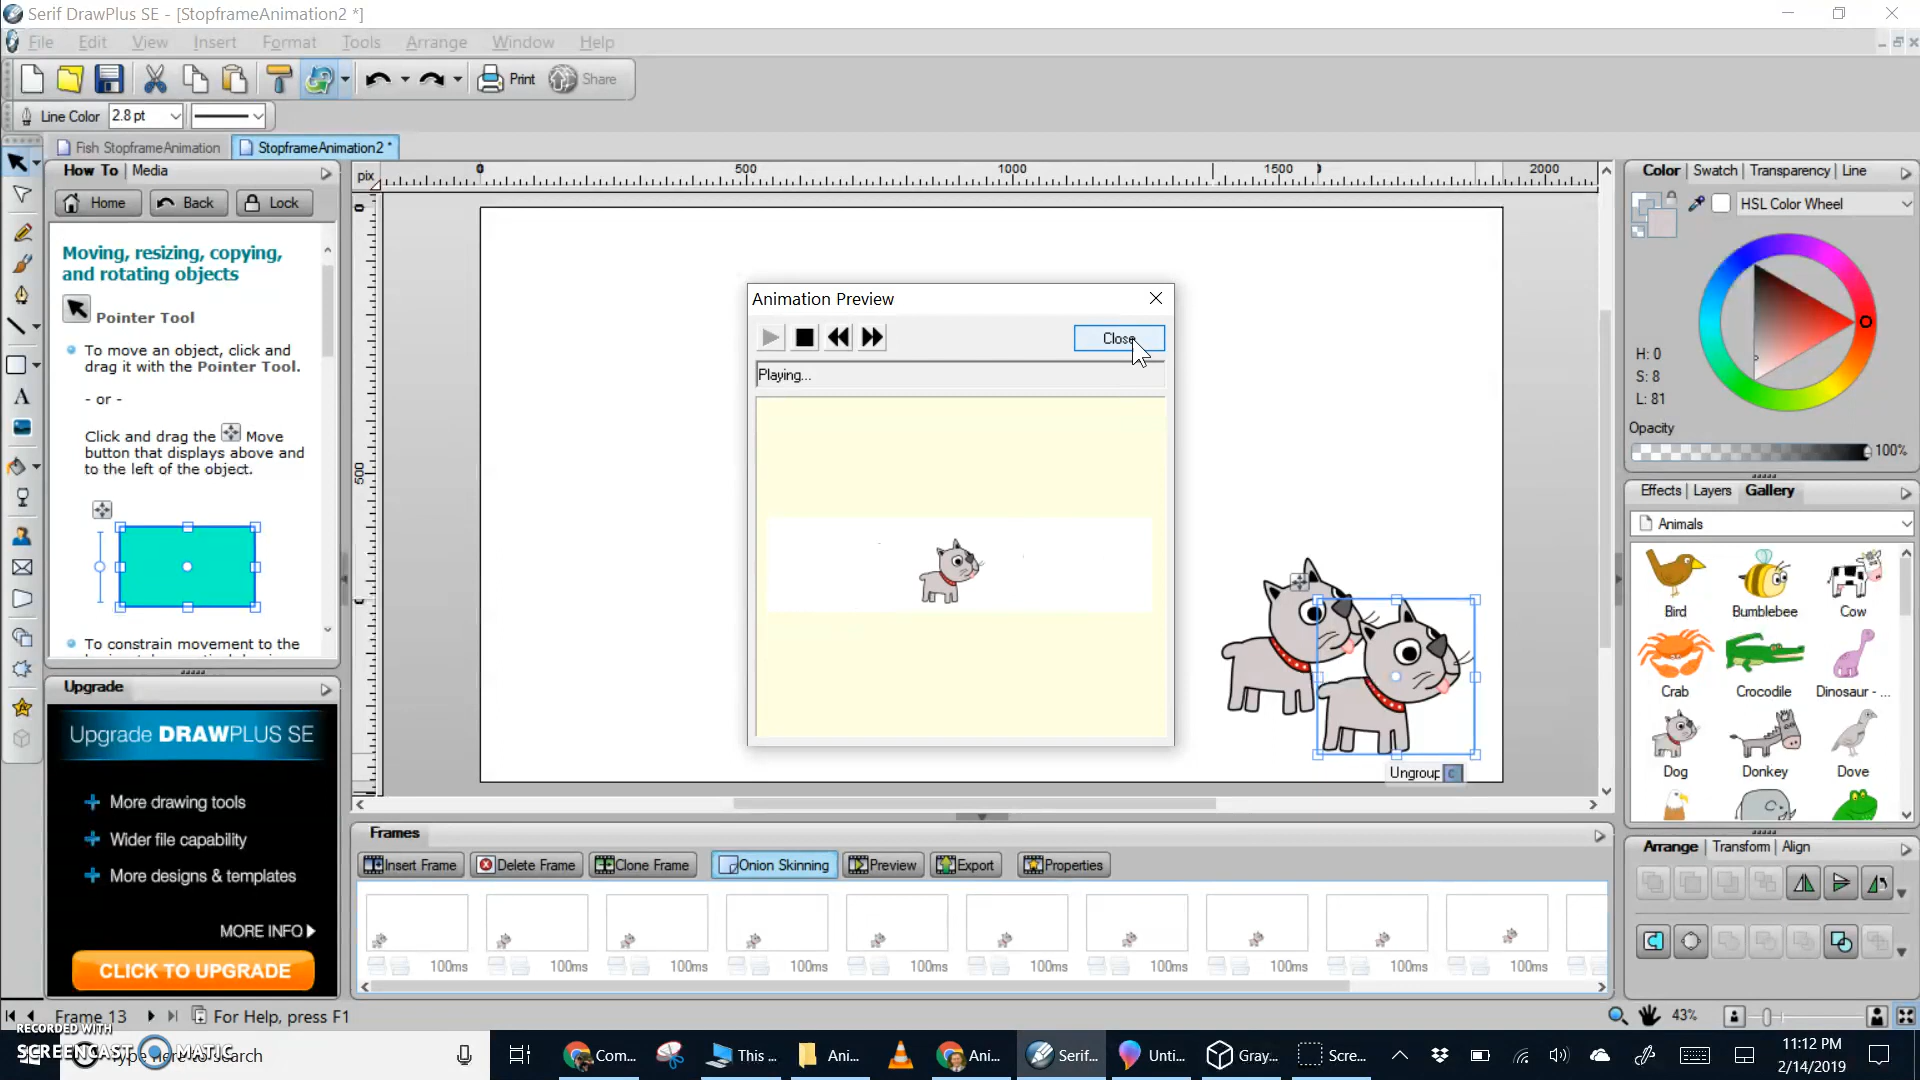 Serif DrawPlus SE - [StopframeAnimation2 *]
File Edit View Insert Format Tools Arrange Window Help
Print Share
Line Color 2.8 pt
Fish StopframeAnimation StopframeAnimation2 *
How To Media
Home Back Lock
Moving, resizing, copying,
and rotating objects
Pointer Tool
To move an object, click and
drag it with the Pointer Tool.
- or -
Click and drag the Move
button that displays above and
to the left of the object.
To constrain movement to the
Upgrade
Upgrade DRAWPLUS SE
More drawing tools
Wider file capability
More designs & templates
MORE INFO
CLICK TO UPGRADE
pix 0 500 1000 1500 2000
0
500
Animation Preview
Close
Playing...
Ungroup
Frames
Insert Frame Delete Frame Clone Frame Onion Skinning Preview Export Properties
100ms 100ms 100ms 100ms 100ms 100ms 100ms 100ms 100ms 100ms
Color Swatch Transparency Line
HSL Color Wheel
H: 0
S: 8
L: 81
Opacity
100%
Effects Layers Gallery
Animals
Bird Bumblebee Cow
Crab Crocodile Dinosaur - ...
Dog Donkey Dove
Arrange Transform Align
Frame 13 For Help, press F1
43%
RECORDED WITH
SCREENCAST MATIC
Type here to search
Com... This ... Ani... Ani... Serif... Unti... Gray... Scre...
11:12 PM
2/14/2019